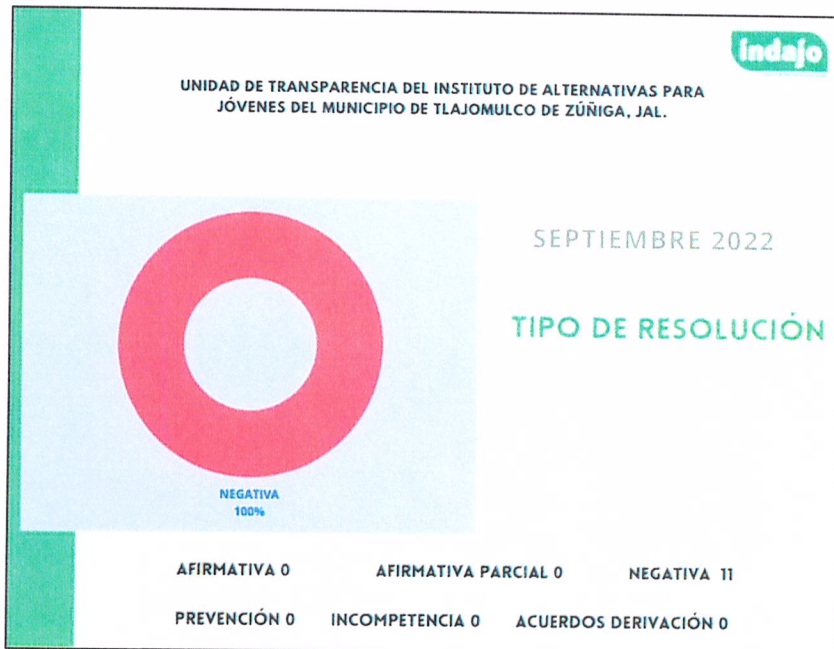 indajo
UNIDAD DE TRANSPARENCIA DEL INSTITUTO DE ALTERNATIVAS PARA
JÓVENES DEL MUNICIPIO DE TLAJOMULCO DE ZÚÑIGA, JAL.
SEPTIEMBRE 2022
TIPO DE RESOLUCIÓN
NEGATIVA
100%
AFIRMATIVA 0 AFIRMATIVA PARCIAL 0 NEGATIVA 11
PREVENCIÓN 0 INCOMPETENCIA 0 ACUERDOS DERIVACIÓN 0